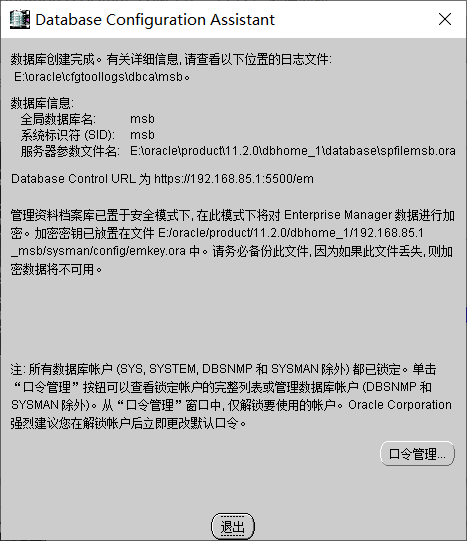 Database Configuration Assistant
数据库创建完成。有关详细信息, 请查看以下位置的日志文件:
E:\oracle\cfgtoollogs\dbca\msb。
数据库信息:
全局数据库名: msb
系统标识符 (SID): msb
服务器参数文件名: E:\oracle\product\11.2.0\dbhome_1\database\spfilemsb.ora
Database Control URL 为 https://192.168.85.1:5500/em
管理资料档案库已置于安全模式下, 在此模式下将对 Enterprise Manager 数据进行加
密。加密密钥已放置在文件 E:/oracle/product/11.2.0/dbhome_1/192.168.85.1
_msb/sysman/config/emkey.ora 中。请务必备份此文件, 因为如果此文件丢失, 则加
密数据将不可用。
注: 所有数据库帐户 (SYS, SYSTEM, DBSNMP 和 SYSMAN 除外) 都已锁定。单击
“口令管理”按钮可以查看锁定帐户的完整列表或管理数据库帐户 (DBSNMP 和
SYSMAN 除外)。从“口令管理”窗口中, 仅解锁要使用的帐户。Oracle Corporation
强烈建议您在解锁帐户后立即更改默认口令。
口令管理...
退出